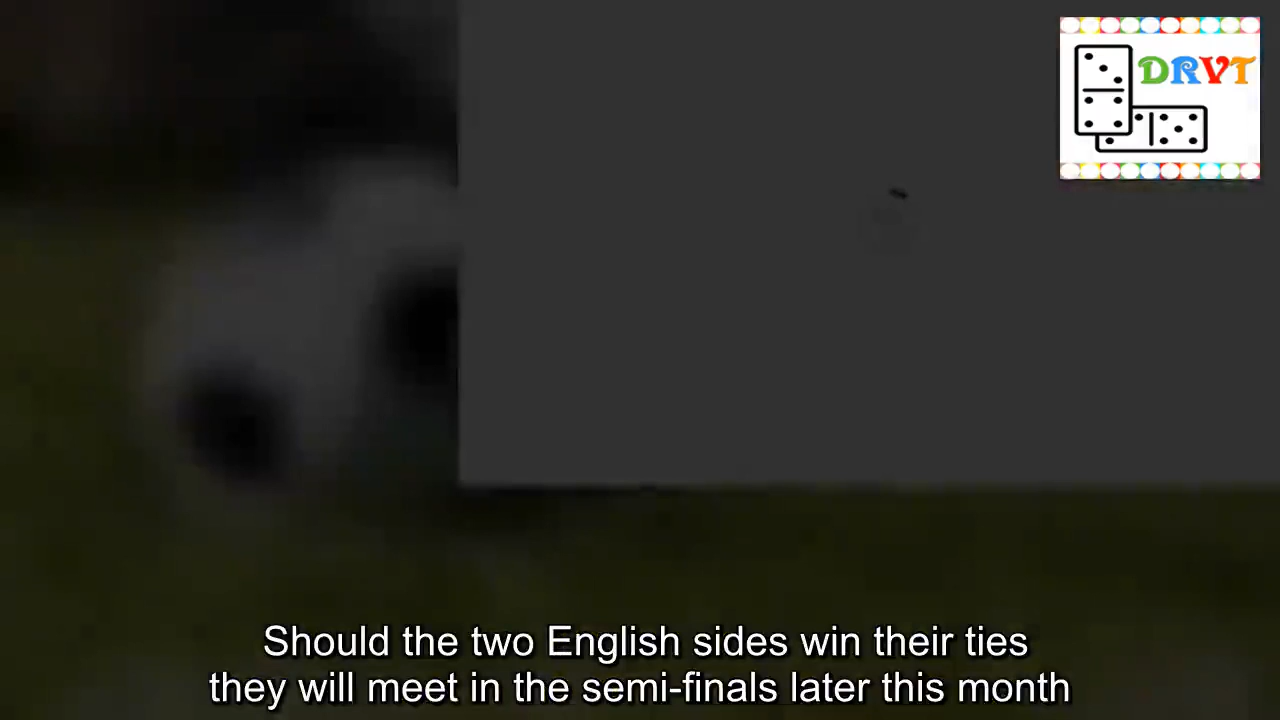 DRVT
Should the two English sides win their ties
they will meet in the semi-finals later this month